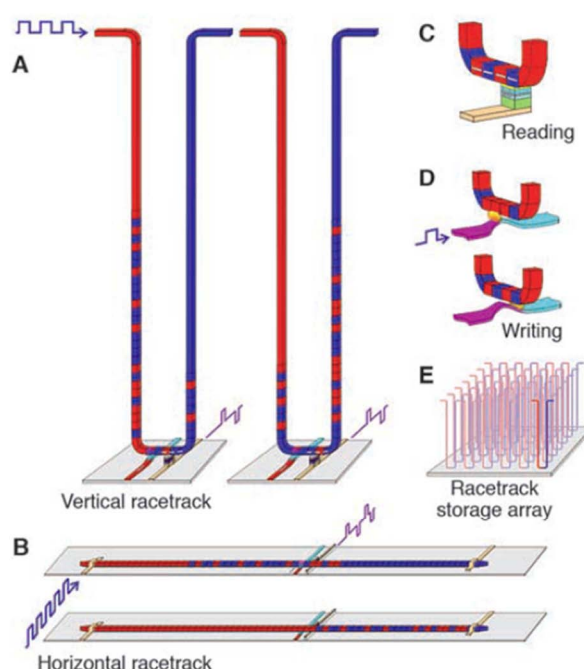 A
Vertical racetrack
B
Horizontal racetrack
C
Reading
D
Writing
E
Racetrack
storage array